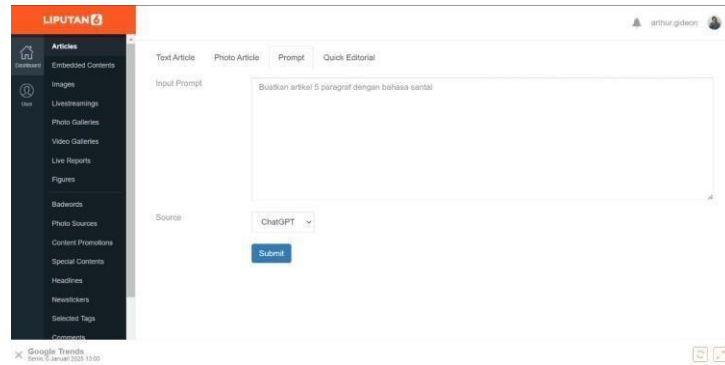 LIPUTAN 6
arthur.gideon
Dashboard
User
Articles
Embedded Contents
Images
Livestreamings
Photo Galleries
Video Galleries
Live Reports
Figures
Badwords
Photo Sources
Content Promotions
Special Contents
Headlines
Newstickers
Selected Tags
Comments
Text Article
Photo Article
Prompt
Quick Editorial
Input Prompt
Buatkan artikel 5 paragraf dengan bahasa santai
Source
ChatGPT
Submit
Google Trends
Senin, 6 Januari 2025 13:00